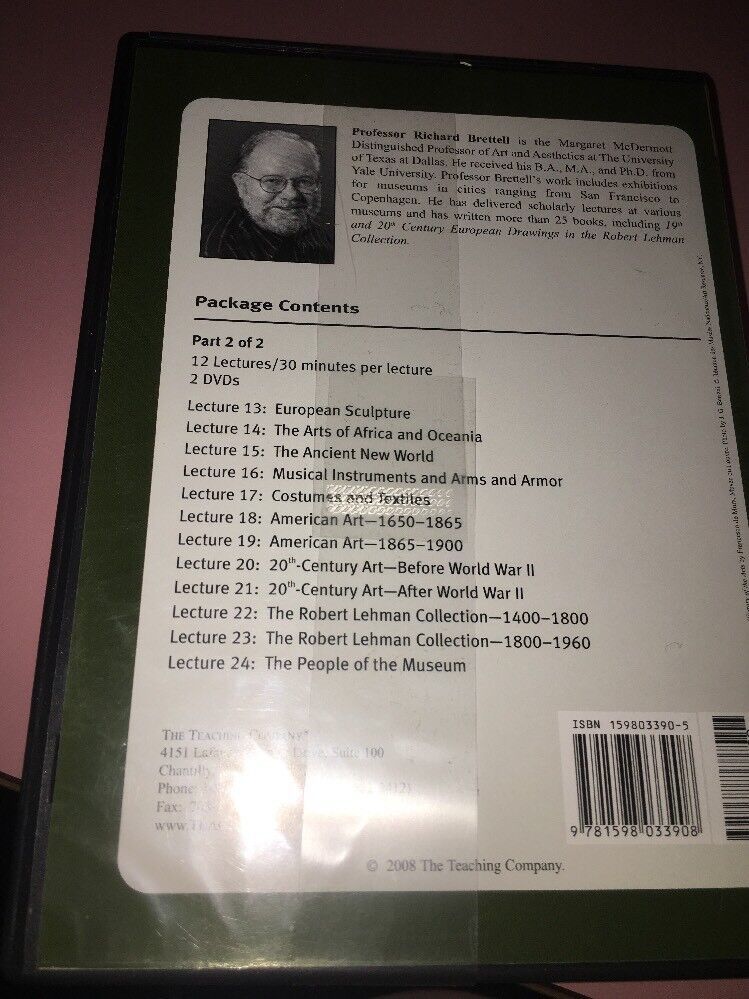 Professor Richard Brettell is the Margaret McDermott
Distinguished Professor of Art and Aesthetics at The University
of Texas at Dallas. He received his B.A., M.A., and Ph.D. from
Yale University. Professor Brettell's work includes exhibitions
for museums in cities ranging from San Francisco to
Copenhagen. He has delivered scholarly lectures at various
museums and has written more than 25 books, including 19th
and 20th Century European Drawings in the Robert Lehman
Collection.
Package Contents
Part 2 of 2
12 Lectures/30 minutes per lecture
2 DVDs
Lecture 13: European Sculpture
Lecture 14: The Arts of Africa and Oceania
Lecture 15: The Ancient New World
Lecture 16: Musical Instruments and Arms and Armor
Lecture 17: Costumes and Textiles
Lecture 18: American Art—1650–1865
Lecture 19: American Art—1865–1900
Lecture 20: 20th-Century Art—Before World War II
Lecture 21: 20th-Century Art—After World War II
Lecture 22: The Robert Lehman Collection—1400–1800
Lecture 23: The Robert Lehman Collection—1800–1960
Lecture 24: The People of the Museum
THE TEACHING COMPANY®
4151 Drive, Suite 100
Chantilly,
Phone:
Fax:
ISBN 159803390-5
9 781598 033908
© 2008 The Teaching Company.